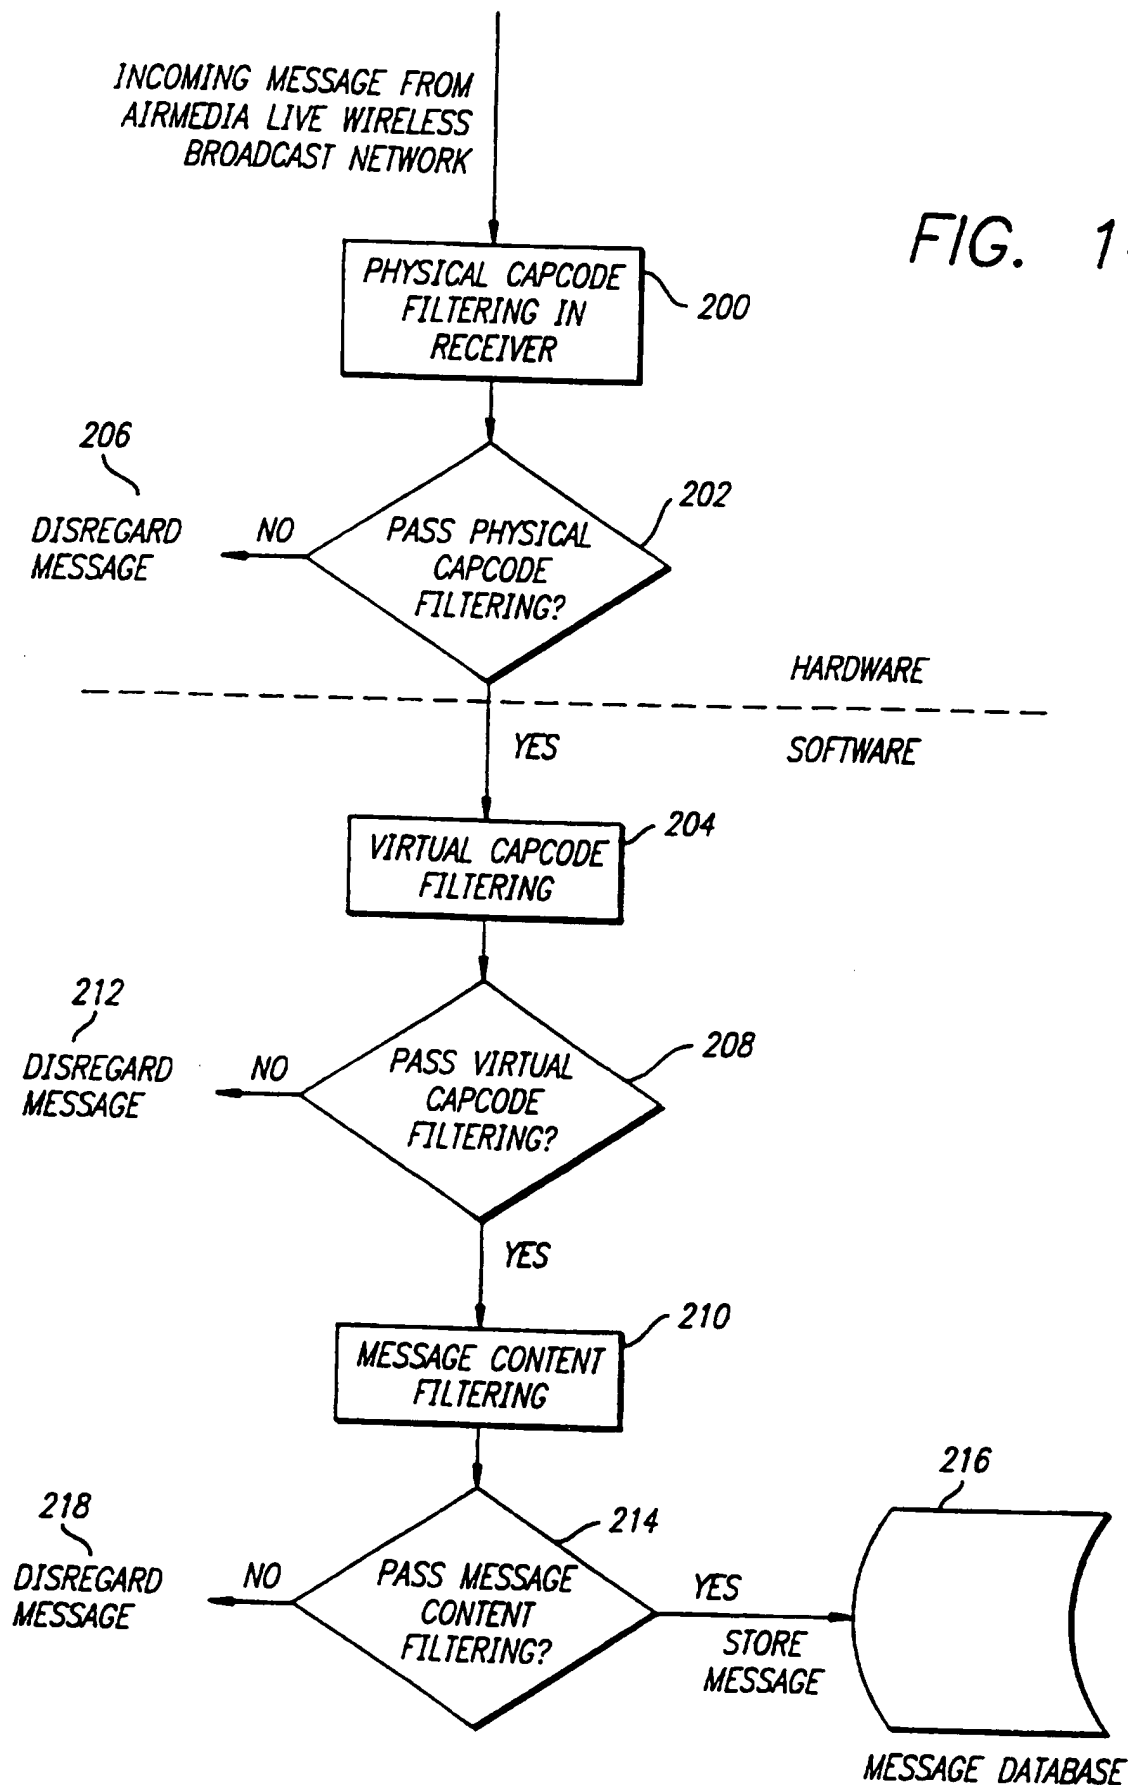 INCOMING MESSAGE FROM
AIRMEDIA LIVE WIRELESS
BROADCAST NETWORK
FIG. 1
PHYSICAL CAPCODE
FILTERING IN
RECEIVER
200
206
202
DISREGARD
MESSAGE
NO
PASS PHYSICAL
CAPCODE
FILTERING?
HARDWARE
YES
SOFTWARE
204
VIRTUAL CAPCODE
FILTERING
212
208
DISREGARD
MESSAGE
NO
PASS VIRTUAL
CAPCODE
FILTERING?
YES
210
MESSAGE CONTENT
FILTERING
216
218
214
DISREGARD
MESSAGE
NO
PASS MESSAGE
CONTENT
FILTERING?
YES
STORE
MESSAGE
MESSAGE DATABASE